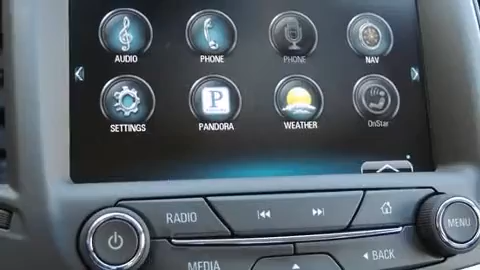 AUDIO PHONE PHONE NAV
P
SETTINGS PANDORA WEATHER OnStar
RADIO
MENU
MEDIA
BACK